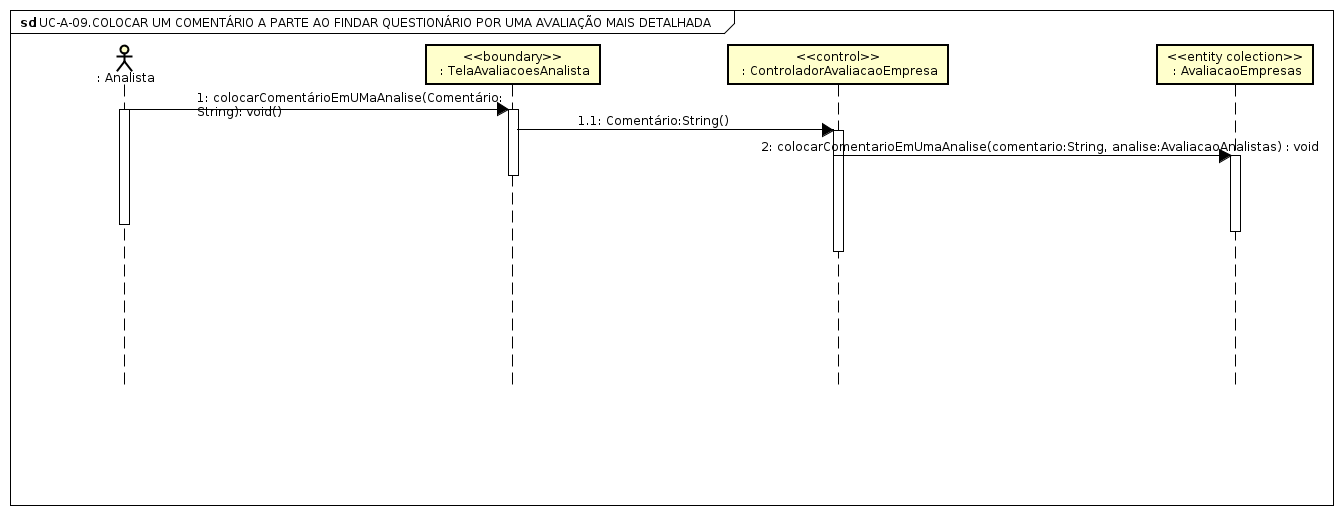 sd UC-A-09.COLOCAR UM COMENTÁRIO A PARTE AO FINDAR QUESTIONÁRIO POR UMA AVALIAÇÃO MAIS DETALHADA
: Analista
<<boundary>>
: TelaAvaliacoesAnalista
<<control>>
: ControladorAvaliacaoEmpresa
<<entity colection>>
: AvaliacaoEmpresas
1: colocarComentárioEmUMaAnalise(Comentário:
String): void()
1.1: Comentário:String()
2: colocarComentarioEmUmaAnalise(comentario:String, analise:AvaliacaoAnalistas) : void